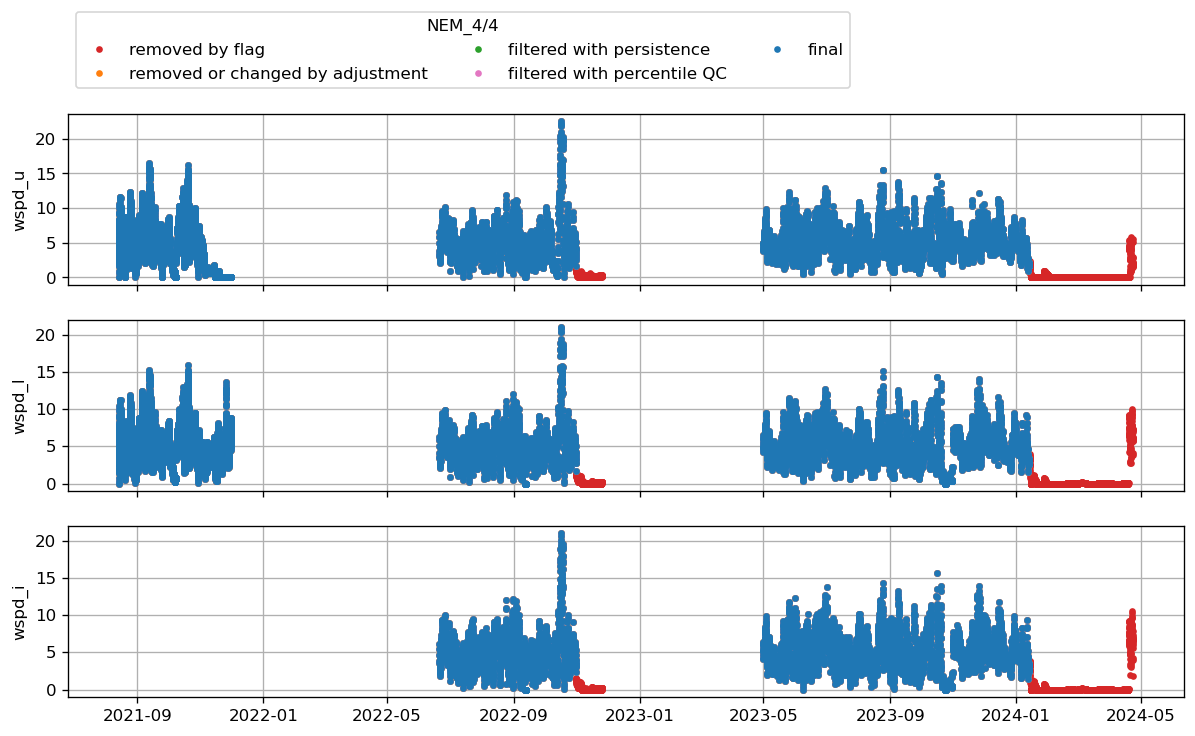 NEM_4/4
removed by flag
filtered with persistence
final
removed or changed by adjustment
filtered with percentile QC
wspd_u
20
15
10
5
0
wspd_l
20
15
10
5
0
wspd_i
20
15
10
5
0
2021-09
2022-01
2022-05
2022-09
2023-01
2023-05
2023-09
2024-01
2024-05